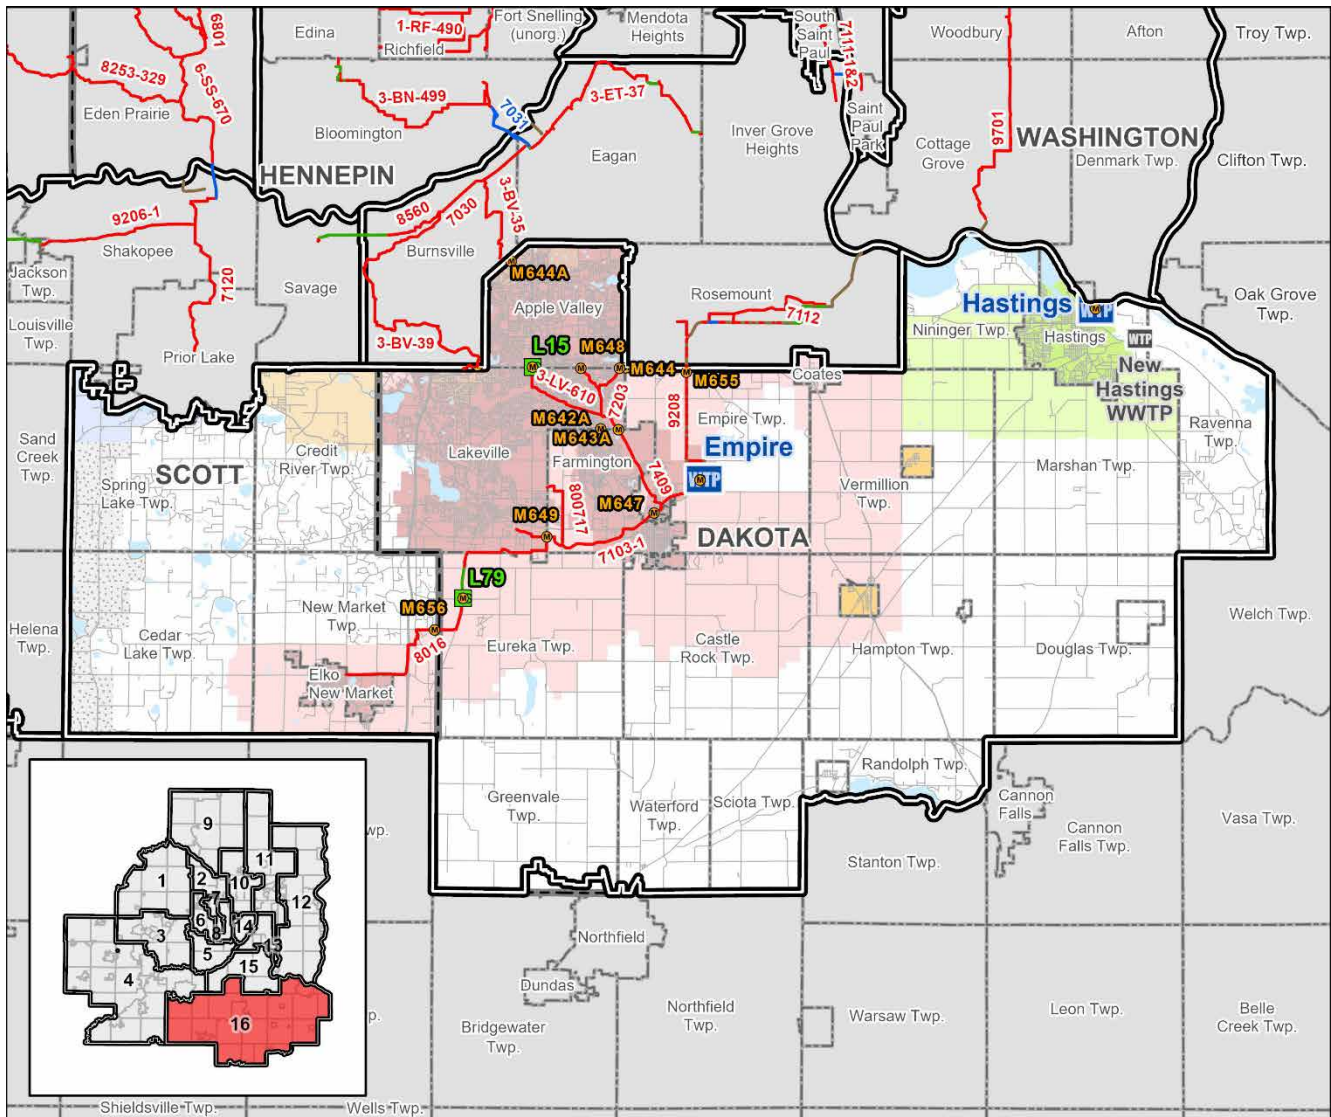 6801
1-RF-490
Edina
Richfield
Fort Snelling
(unorg.)
Mendota
Heights
South
Saint
Paul
7111-1&2
Woodbury
Afton
Troy Twp.
8253-329
6-SS-670
Eden Prairie
3-BN-499
Bloomington
7031
3-ET-37
Eagan
Inver Grove
Heights
Saint
Paul
Park
Cottage
Grove
9701
WASHINGTON
Denmark Twp.
Clifton Twp.
HENNEPIN
9206-1
Shakopee
7120
8560
7030
3-BV-35
Burnsville
Jackson
Twp.
Savage
M644A
Rosemount
7112
Oak Grove
Twp.
Louisville
Twp.
Prior Lake
3-BV-39
Apple Valley
L15
M
M648
M
M644
M
M655
M
Coates
Hastings
WTP
M
Nininger Twp.
Hastings
WTP
New
Hastings
WWTP
Ravenna
Twp.
3-LV-610
7203
9208
Empire Twp.
Sand
Creek Twp.
SCOTT
Credit
River Twp.
Spring
Lake Twp.
Lakeville
M642A
M
M643A
M
Farmington
Empire
WTP
M
Marshan Twp.
Vermillion
Twp.
7409
800717
M649
M
M647
M
7103-1
DAKOTA
L79
M
New Market
Twp.
M656
M
8016
Helena
Twp.
Cedar
Lake Twp.
Elko
New Market
Eureka Twp.
Castle
Rock Twp.
Hampton Twp.
Douglas Twp.
Welch Twp.
Greenvale
Twp.
Waterford
Twp.
Sciota Twp.
Randolph Twp.
Cannon
Falls
Cannon
Falls Twp.
Vasa Twp.
Stanton Twp.
wp.
9
11
1
2
10
7
12
6
8
14
3
5
13
4
15
16
Northfield
Dundas
p.
Bridgewater
Twp.
Northfield
Twp.
Warsaw Twp.
Leon Twp.
Belle
Creek Twp.
Shieldsville Twp.
Wells Twp.